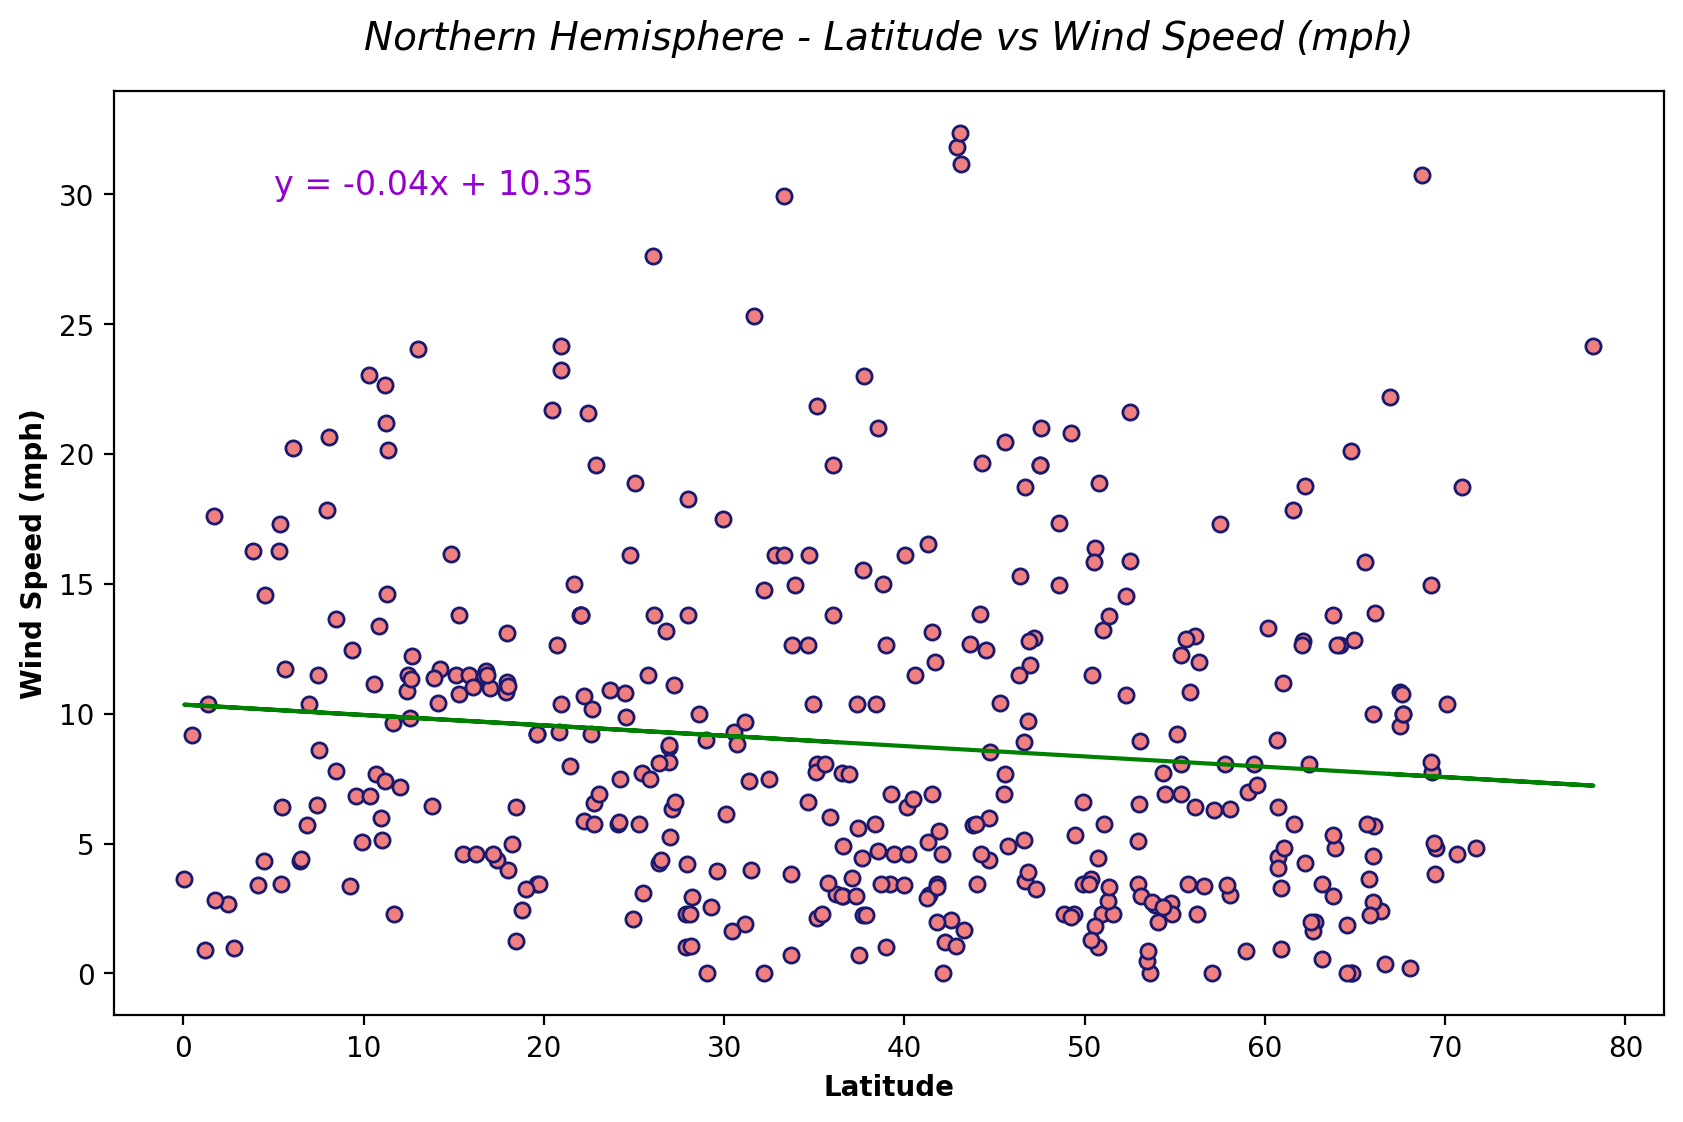 Northern Hemisphere - Latitude vs Wind Speed (mph)
y = -0.04x + 10.35
Wind Speed (mph)
30
25
20
15
10
5
0
0 10 20 30 40 50 60 70 80
Latitude